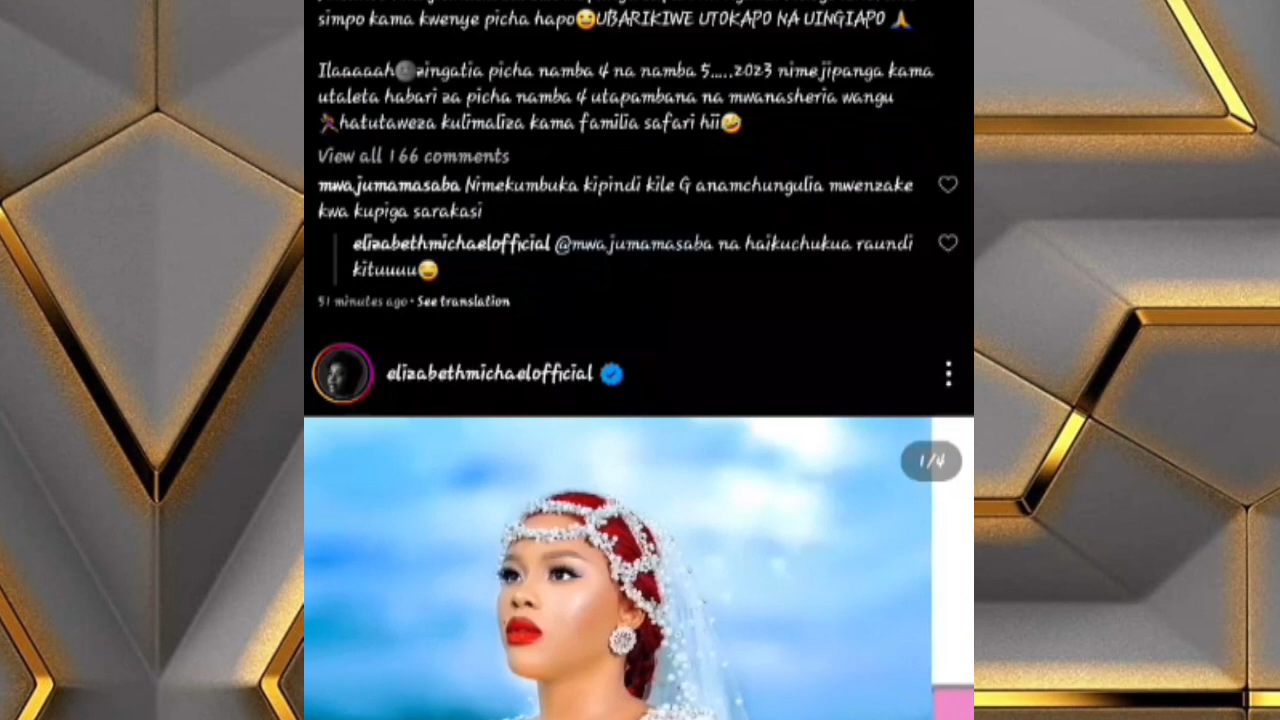 simpo kama kwenye picha hapo😅UBARIKIWE UTOKAPO NA UINGIAPO 🙏
Ilaaaaah🌚zingatia picha namba 4 na namba 5.....2023 nimejipanga kama
utaleta habari za picha namba 4 utapambana na mwanasheria wangu
🏃🏾‍♀️hatutaweza kulimaliza kama familia safari hii🤣
View all 166 comments
mwajumamasaba Nimekumbuka kipindi kile G anamchungulia mwenzake
kwa kupiga sarakasi
elizabethmichaelofficial @mwajumamasaba na haikuchukua raundi
kituuuu😅
51 minutes ago • See translation
elizabethmichaelofficial
1/4